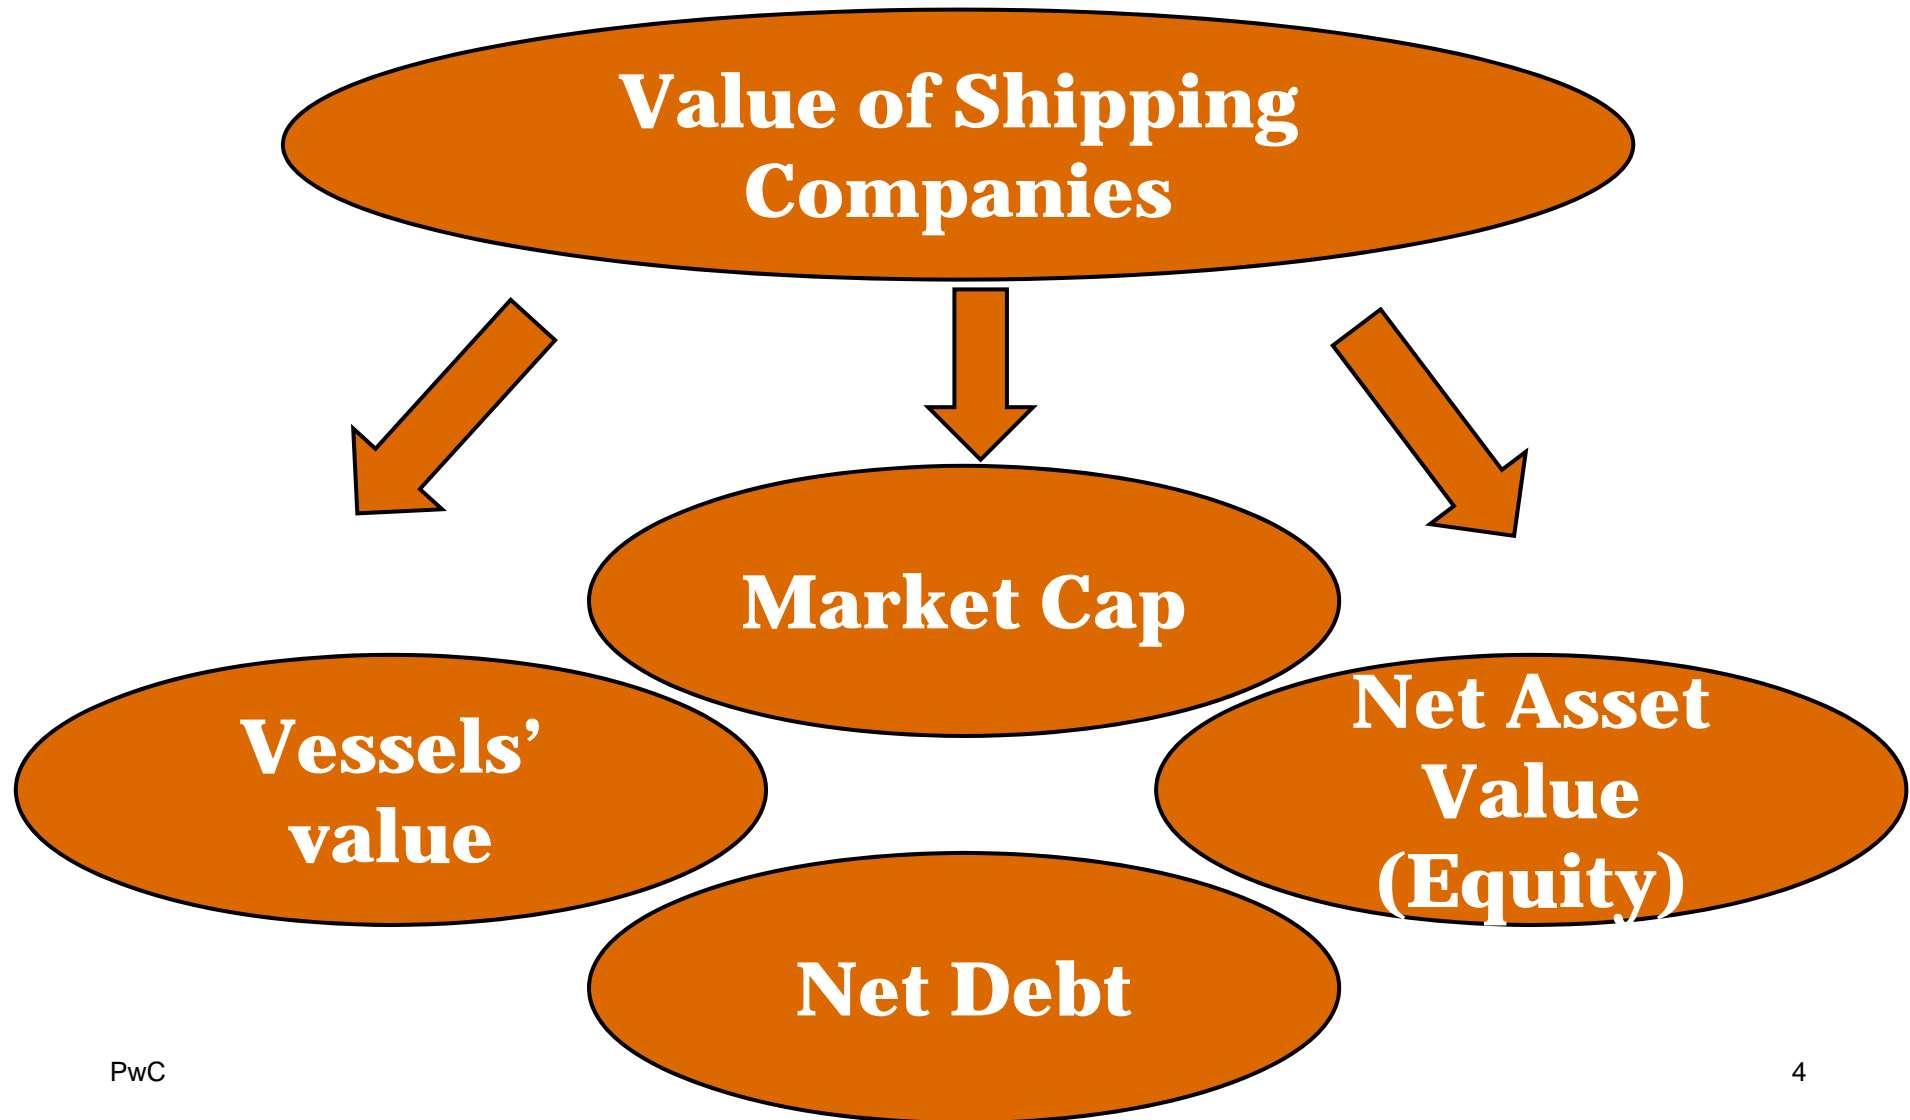 Value of Shipping
Companies
Market Cap
Vessels’
value
Net Asset
Value
(Equity)
Net Debt
PwC
4